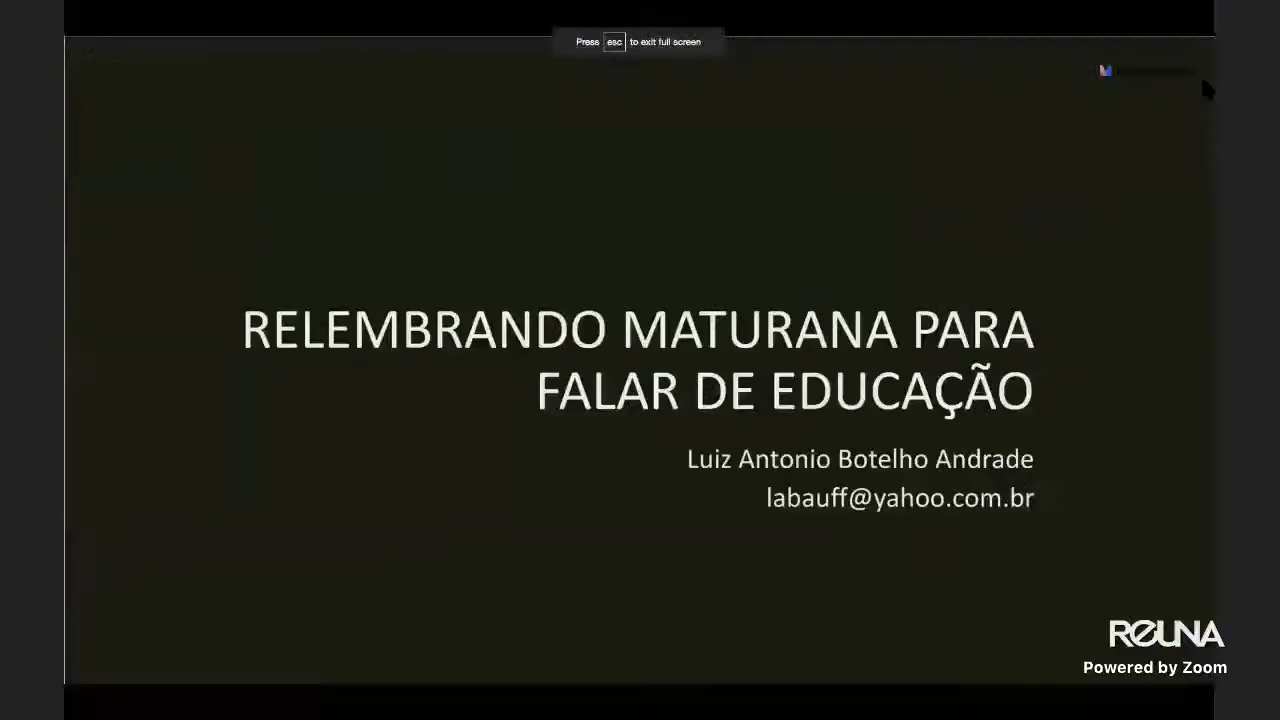 Press esc to exit full screen
RELEMBRANDO MATURANA PARA
FALAR DE EDUCAÇÃO
Luiz Antonio Botelho Andrade
labauff@yahoo.com.br
REUNA
Powered by Zoom